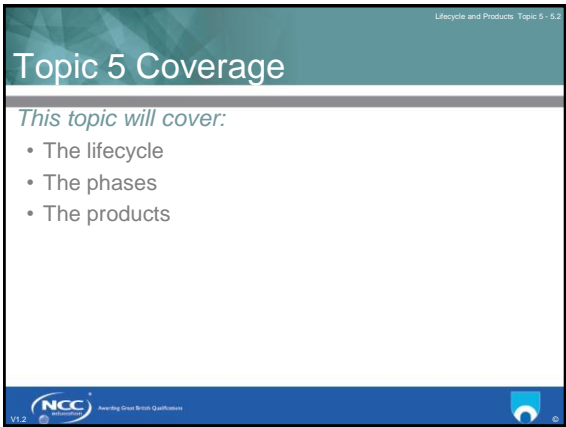 Lifecycle and Products Topic 5 - 5.2
Topic 5 Coverage
This topic will cover:
• The lifecycle
• The phases
• The products
V1.2
NCC
education
Awarding Great British Qualifications
©